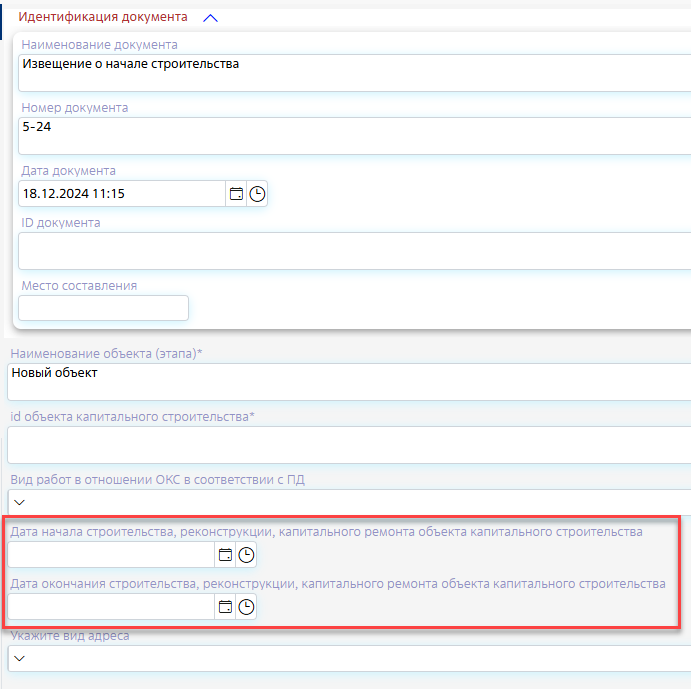 Идентификация документа
Наименование документа
Извещение о начале строительства
Номер документа
5-24
Дата документа
18.12.2024 11:15
ID документа
Место составления
Наименование объекта (этапа)*
Новый объект
id объекта капитального строительства*
Вид работ в отношении ОКС в соответствии с ПД
Дата начала строительства, реконструкции, капитального ремонта объекта капитального строительства
Дата окончания строительства, реконструкции, капитального ремонта объекта капитального строительства
Укажите вид адреса